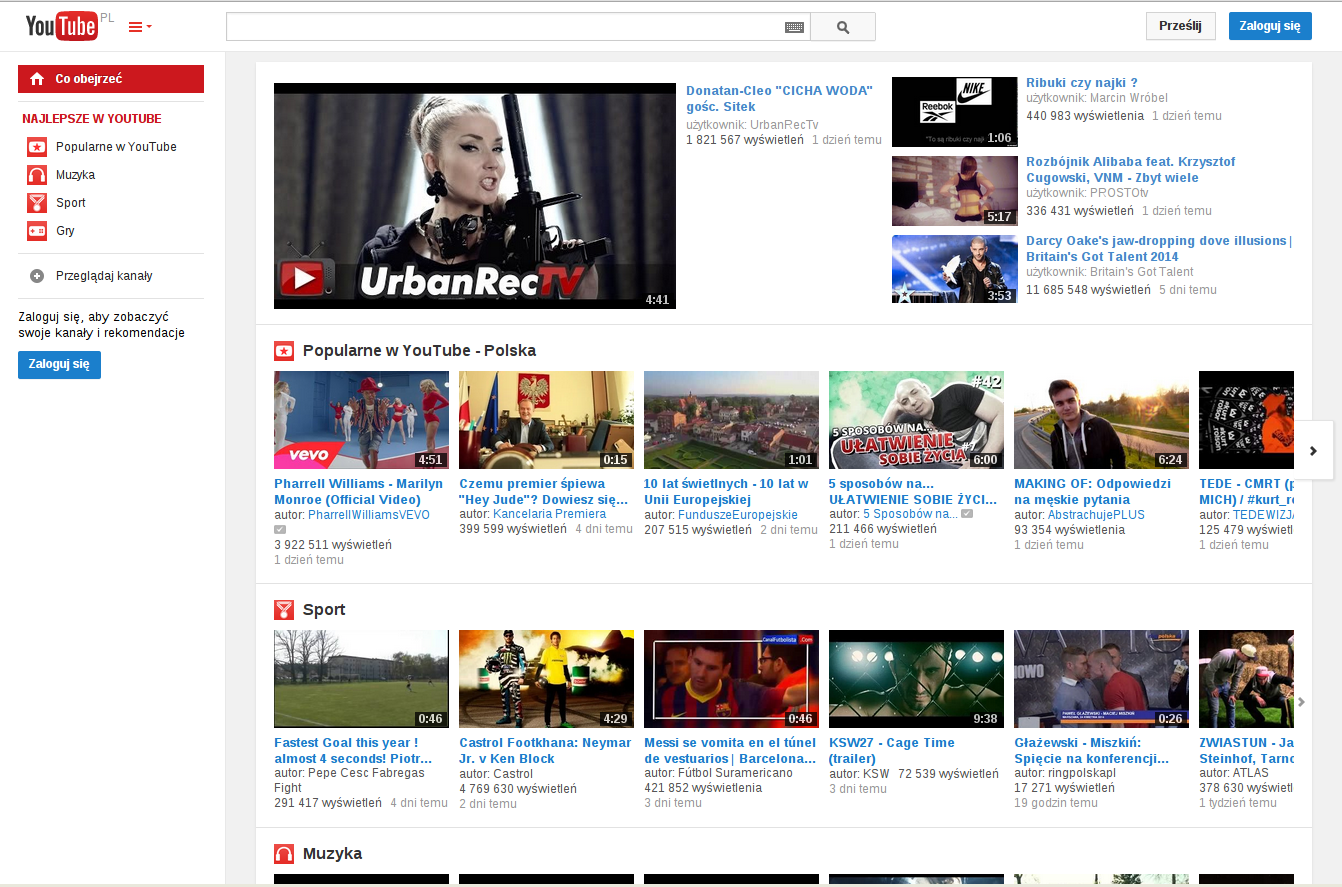 YouTube PL
Prześlij
Zaloguj się
Co obejrzeć
NAJLEPSZE W YOUTUBE
Popularne w YouTube
Muzyka
Sport
Gry
Przeglądaj kanały
Zaloguj się, aby zobaczyć
swoje kanały i rekomendacje
Zaloguj się
UrbanRecTV
4:41
Donatan-Cleo "CICHA WODA"
gośc. Sitek
użytkownik: UrbanRecTv
1 821 567 wyświetleń 1 dzień temu
NIKE
Reebok
"To są ribuki czy najki
1:06
Ribuki czy najki ?
użytkownik: Marcin Wróbel
440 983 wyświetlenia 1 dzień temu
5:17
Rozbójnik Alibaba feat. Krzysztof
Cugowski, VNM - Zbyt wiele
użytkownik: PROSTOtv
336 431 wyświetleń 1 dzień temu
3:53
Darcy Oake's jaw-dropping dove illusions |
Britain's Got Talent 2014
użytkownik: Britain's Got Talent
11 685 548 wyświetleń 5 dni temu
Popularne w YouTube - Polska
vevo
4:51
Pharrell Williams - Marilyn
Monroe (Official Video)
autor: PharrellWilliamsVEVO
3 922 511 wyświetleń
1 dzień temu
0:15
Czemu premier śpiewa
"Hey Jude"? Dowiesz się...
autor: Kancelaria Premiera
399 599 wyświetleń 4 dni temu
1:01
10 lat świetlnych - 10 lat w
Unii Europejskiej
autor: FunduszeEuropejskie
207 515 wyświetleń 2 dni temu
#42
5 SPOSOBÓW NA...
UŁATWIENIE
SOBIE ŻYCIA
#1
6:00
5 sposobów na...
UŁATWIENIE SOBIE ŻYCI...
autor: 5 Sposobów na...
211 466 wyświetleń
1 dzień temu
6:24
MAKING OF: Odpowiedzi
na męskie pytania
autor: AbstrachujePLUS
93 354 wyświetlenia
1 dzień temu
TEDE - CMRT (p
MICH) / #kurt_r
autor: TEDEWIZJA
125 479 wyświetl
1 dzień temu
Sport
0:46
Fastest Goal this year !
almost 4 seconds! Piotr...
autor: Pepe Cesc Fabregas
Fight
291 417 wyświetleń 4 dni temu
4:29
Castrol Footkhana: Neymar
Jr. v Ken Block
autor: Castrol
4 769 630 wyświetleń
2 dni temu
CanalFutbolista .Com
0:46
Messi se vomita en el túnel
de vestuarios | Barcelona...
autor: Fútbol Suramericano
421 852 wyświetlenia
3 dni temu
9:38
KSW27 - Cage Time
(trailer)
autor: KSW 72 539 wyświetleń
3 dni temu
polska
NOWO
PAWEŁ GŁAŻEWSKI - MACIEJ MISZKIŃ
0:26
Głażewski - Miszkiń:
Spięcie na konferencji...
autor: ringpolskapl
17 271 wyświetleń
19 godzin temu
ZWIASTUN - Ja
Steinhof, Tarno
autor: ATLAS
378 630 wyświetl
1 tydzień temu
Muzyka